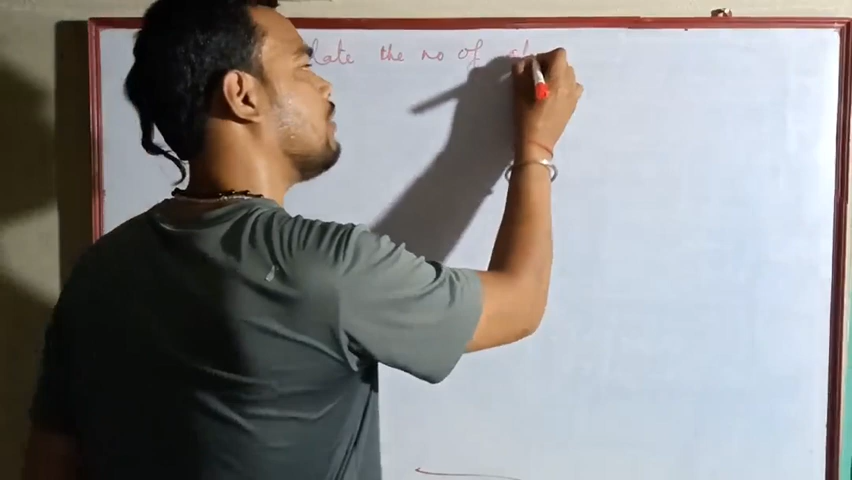 late the no of